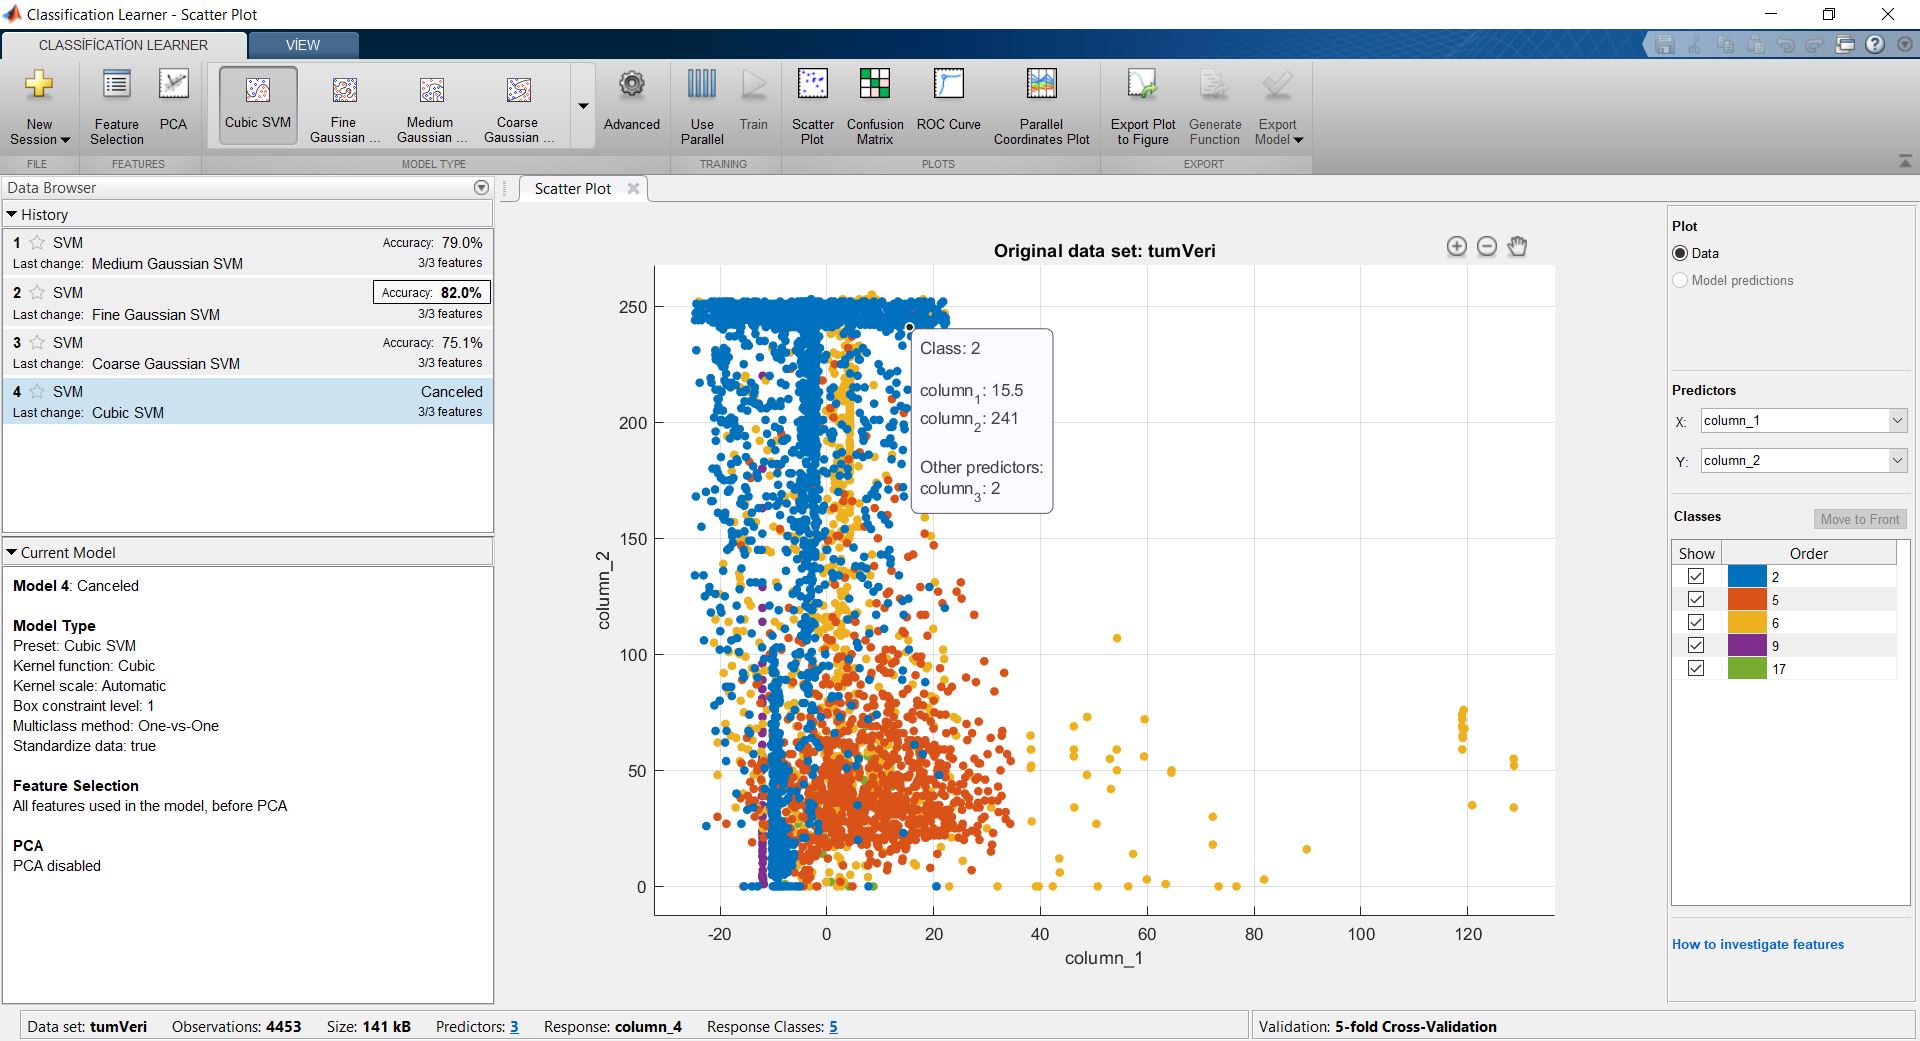 Classification Learner - Scatter Plot
CLASSİFİCATİON LEARNER
VİEW
New Session
Feature Selection
PCA
Cubic SVM
Fine Gaussian ...
Medium Gaussian ...
Coarse Gaussian ...
Advanced
Use Parallel
Train
Scatter Plot
Confusion Matrix
ROC Curve
Parallel Coordinates Plot
Export Plot to Figure
Generate Function
Export Model
FILE
FEATURES
MODEL TYPE
TRAINING
PLOTS
EXPORT
Data Browser
History
1 SVM Accuracy: 79.0%
Last change: Medium Gaussian SVM 3/3 features
2 SVM Accuracy: 82.0%
Last change: Fine Gaussian SVM 3/3 features
3 SVM Accuracy: 75.1%
Last change: Coarse Gaussian SVM 3/3 features
4 SVM Canceled
Last change: Cubic SVM 3/3 features
Current Model
Model 4: Canceled
Model Type
Preset: Cubic SVM
Kernel function: Cubic
Kernel scale: Automatic
Box constraint level: 1
Multiclass method: One-vs-One
Standardize data: true
Feature Selection
All features used in the model, before PCA
PCA
PCA disabled
Scatter Plot
Original data set: tumVeri
250
200
150
100
50
0
column_2
-20 0 20 40 60 80 100 120
column_1
Class: 2
column_1: 15.5
column_2: 241
Other predictors:
column_3: 2
Plot
Data
Model predictions
Predictors
X: column_1
Y: column_2
Classes
Move to Front
Show Order
2
5
6
9
17
How to investigate features
Data set: tumVeri Observations: 4453 Size: 141 kB Predictors: 3 Response: column_4 Response Classes: 5
Validation: 5-fold Cross-Validation